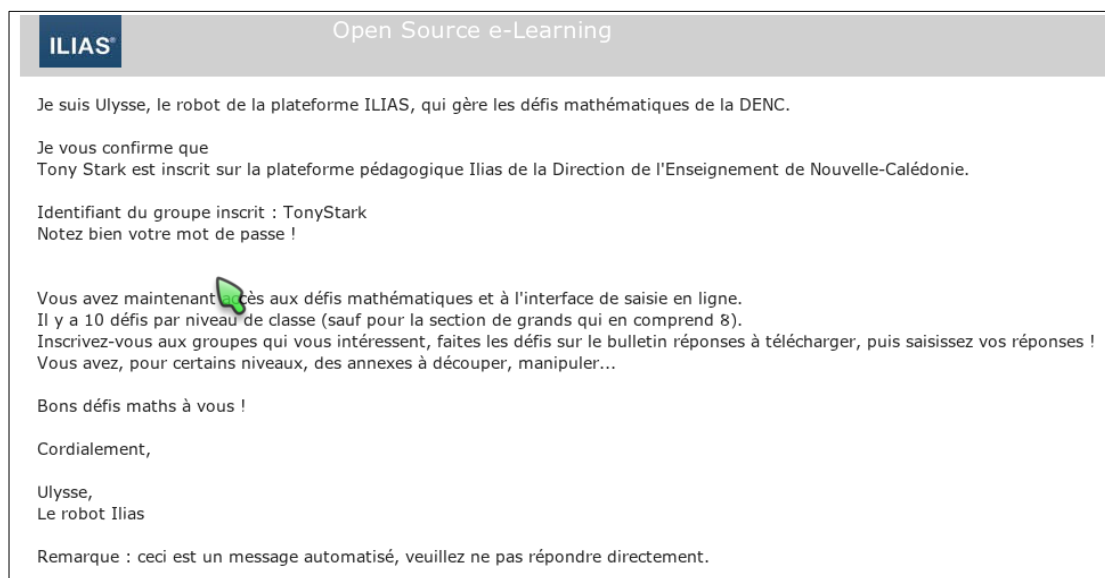 ILIAS®
Open Source e-Learning
Je suis Ulysse, le robot de la plateforme ILIAS, qui gère les défis mathématiques de la DENC.
Je vous confirme que
Tony Stark est inscrit sur la plateforme pédagogique Ilias de la Direction de l'Enseignement de Nouvelle-Calédonie.
Identifiant du groupe inscrit : TonyStark
Notez bien votre mot de passe !
Vous avez maintenant accès aux défis mathématiques et à l'interface de saisie en ligne.
Il y a 10 défis par niveau de classe (sauf pour la section de grands qui en comprend 8).
Inscrivez-vous aux groupes qui vous intéressent, faites les défis sur le bulletin réponses à télécharger, puis saisissez vos réponses !
Vous avez, pour certains niveaux, des annexes à découper, manipuler...
Bons défis maths à vous !
Cordialement,
Ulysse,
Le robot Ilias
Remarque : ceci est un message automatisé, veuillez ne pas répondre directement.